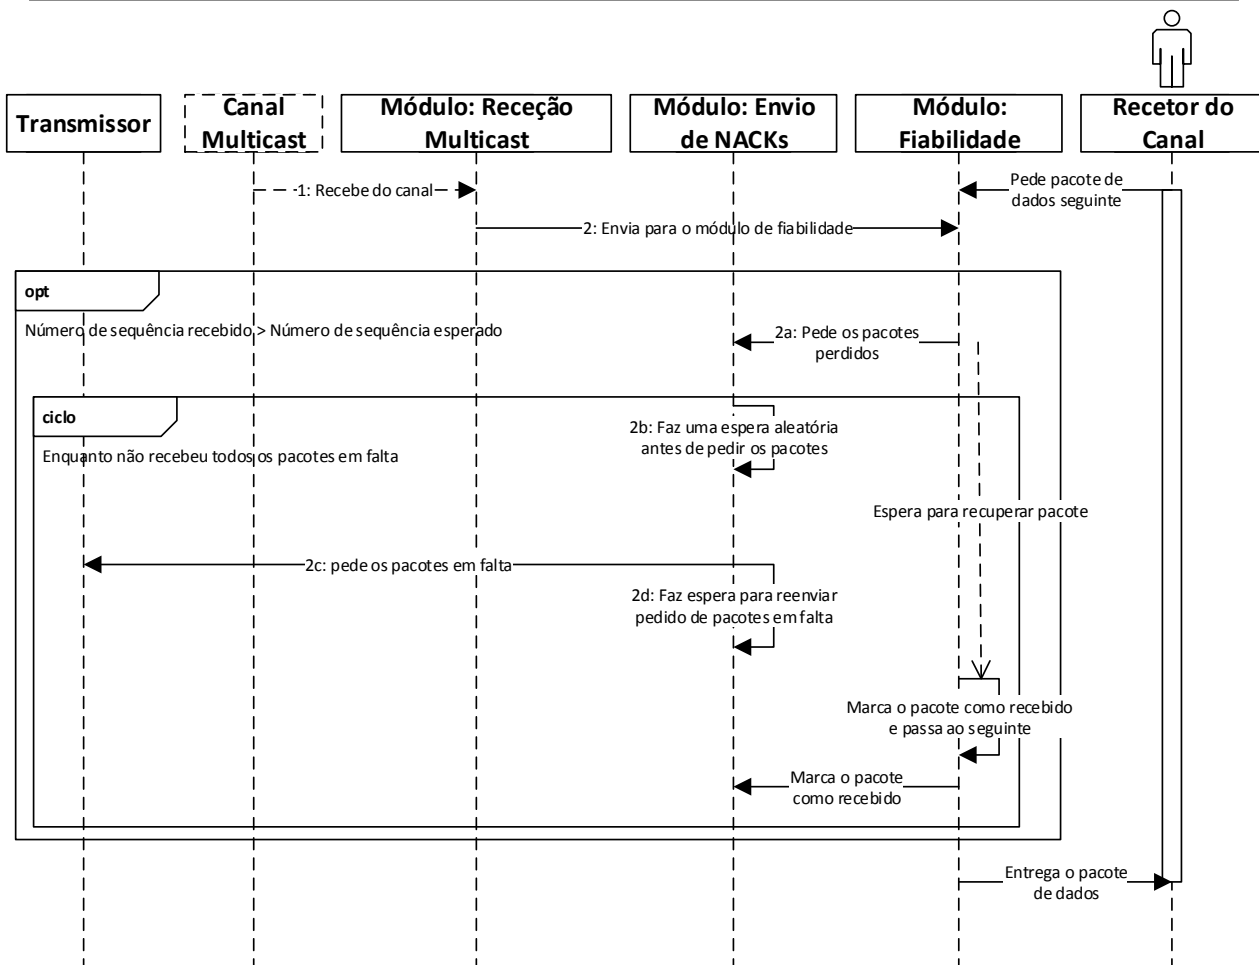 Transmissor
Canal
Multicast
Módulo: Receção
Multicast
Módulo: Envio
de NACKs
Módulo:
Fiabilidade
Recetor do
Canal
1: Recebe do canal
Pede pacote de
dados seguinte
2: Envia para o módulo de fiabilidade
opt
Número de sequência recebido > Número de sequência esperado
2a: Pede os pacotes
perdidos
ciclo
Enquanto não recebeu todos os pacotes em falta
2b: Faz uma espera aleatória
antes de pedir os pacotes
Espera para recuperar pacote
2c: pede os pacotes em falta
2d: Faz espera para reenviar
pedido de pacotes em falta
Marca o pacote como recebido
e passa ao seguinte
Marca o pacote
como recebido
Entrega o pacote
de dados